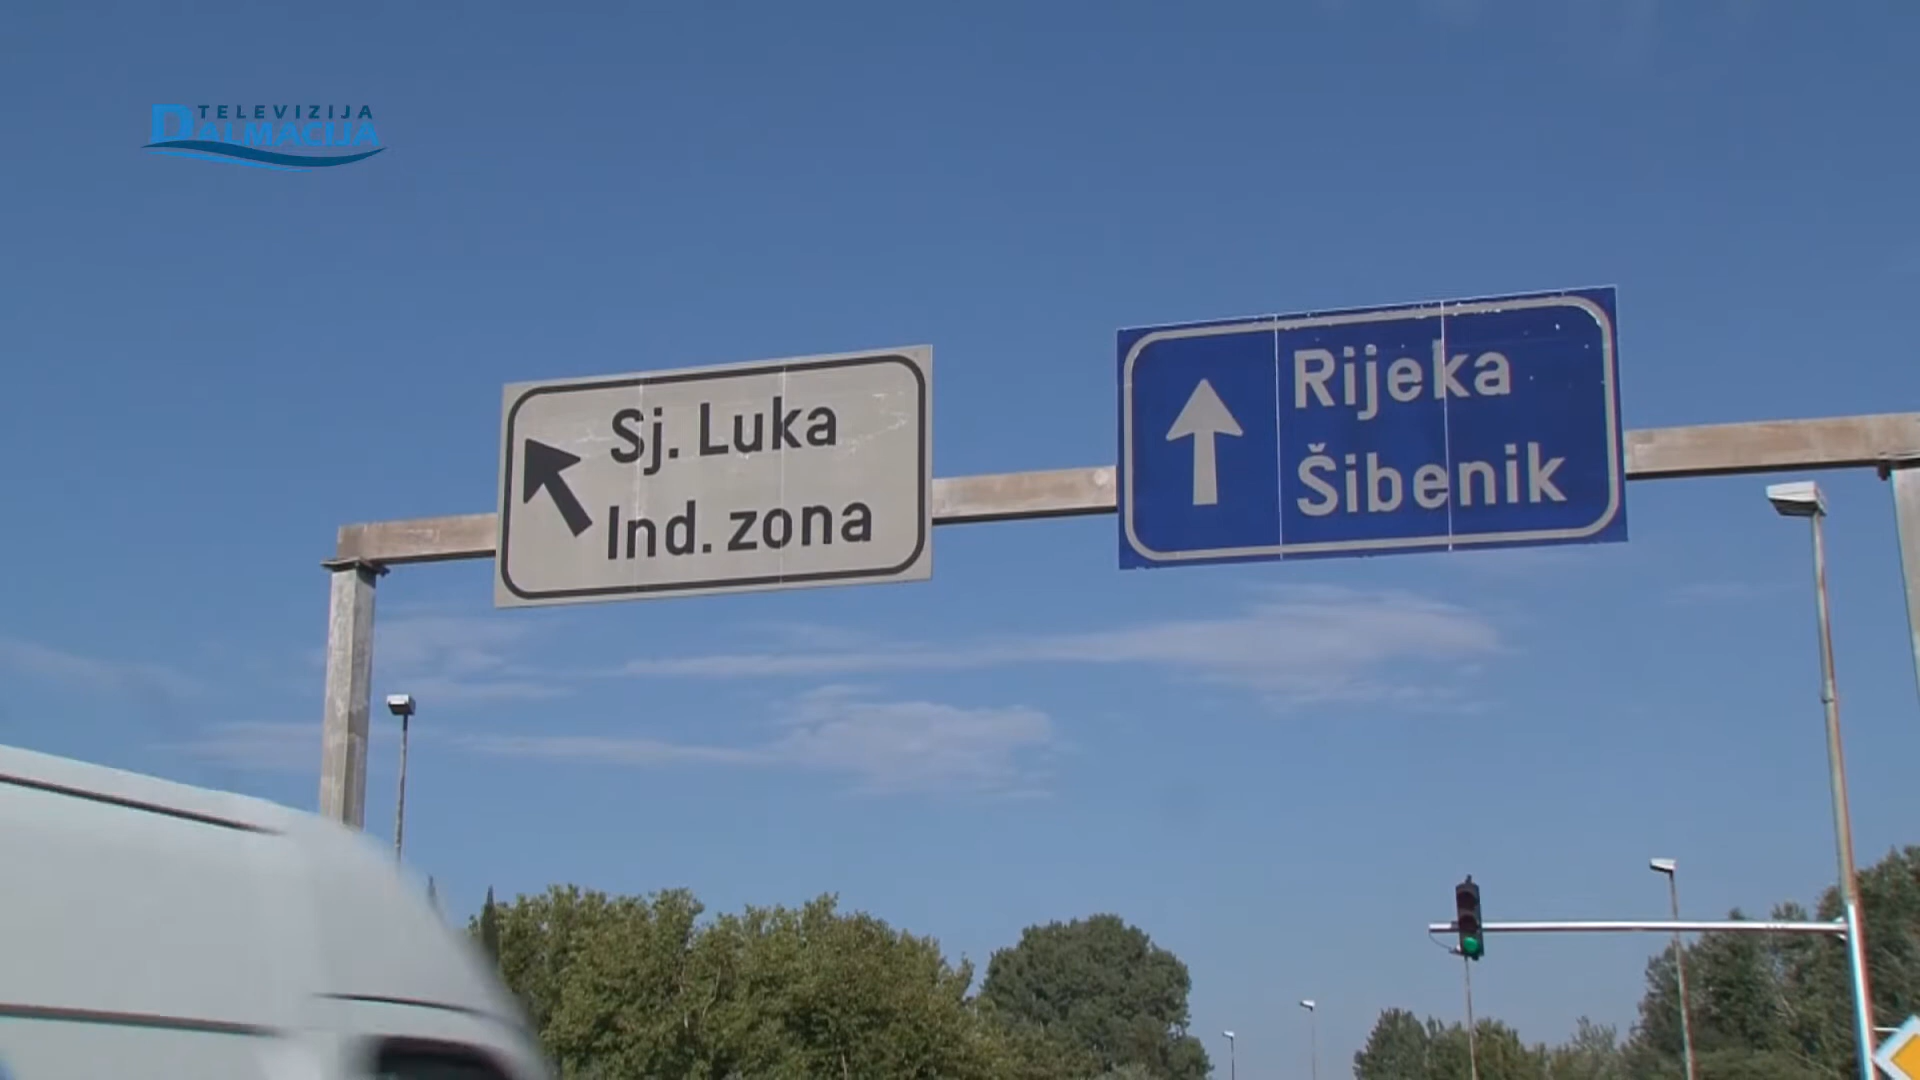 TELEVIZIJA
DALMACIJA
Sj. Luka
Ind. zona
Rijeka
Šibenik